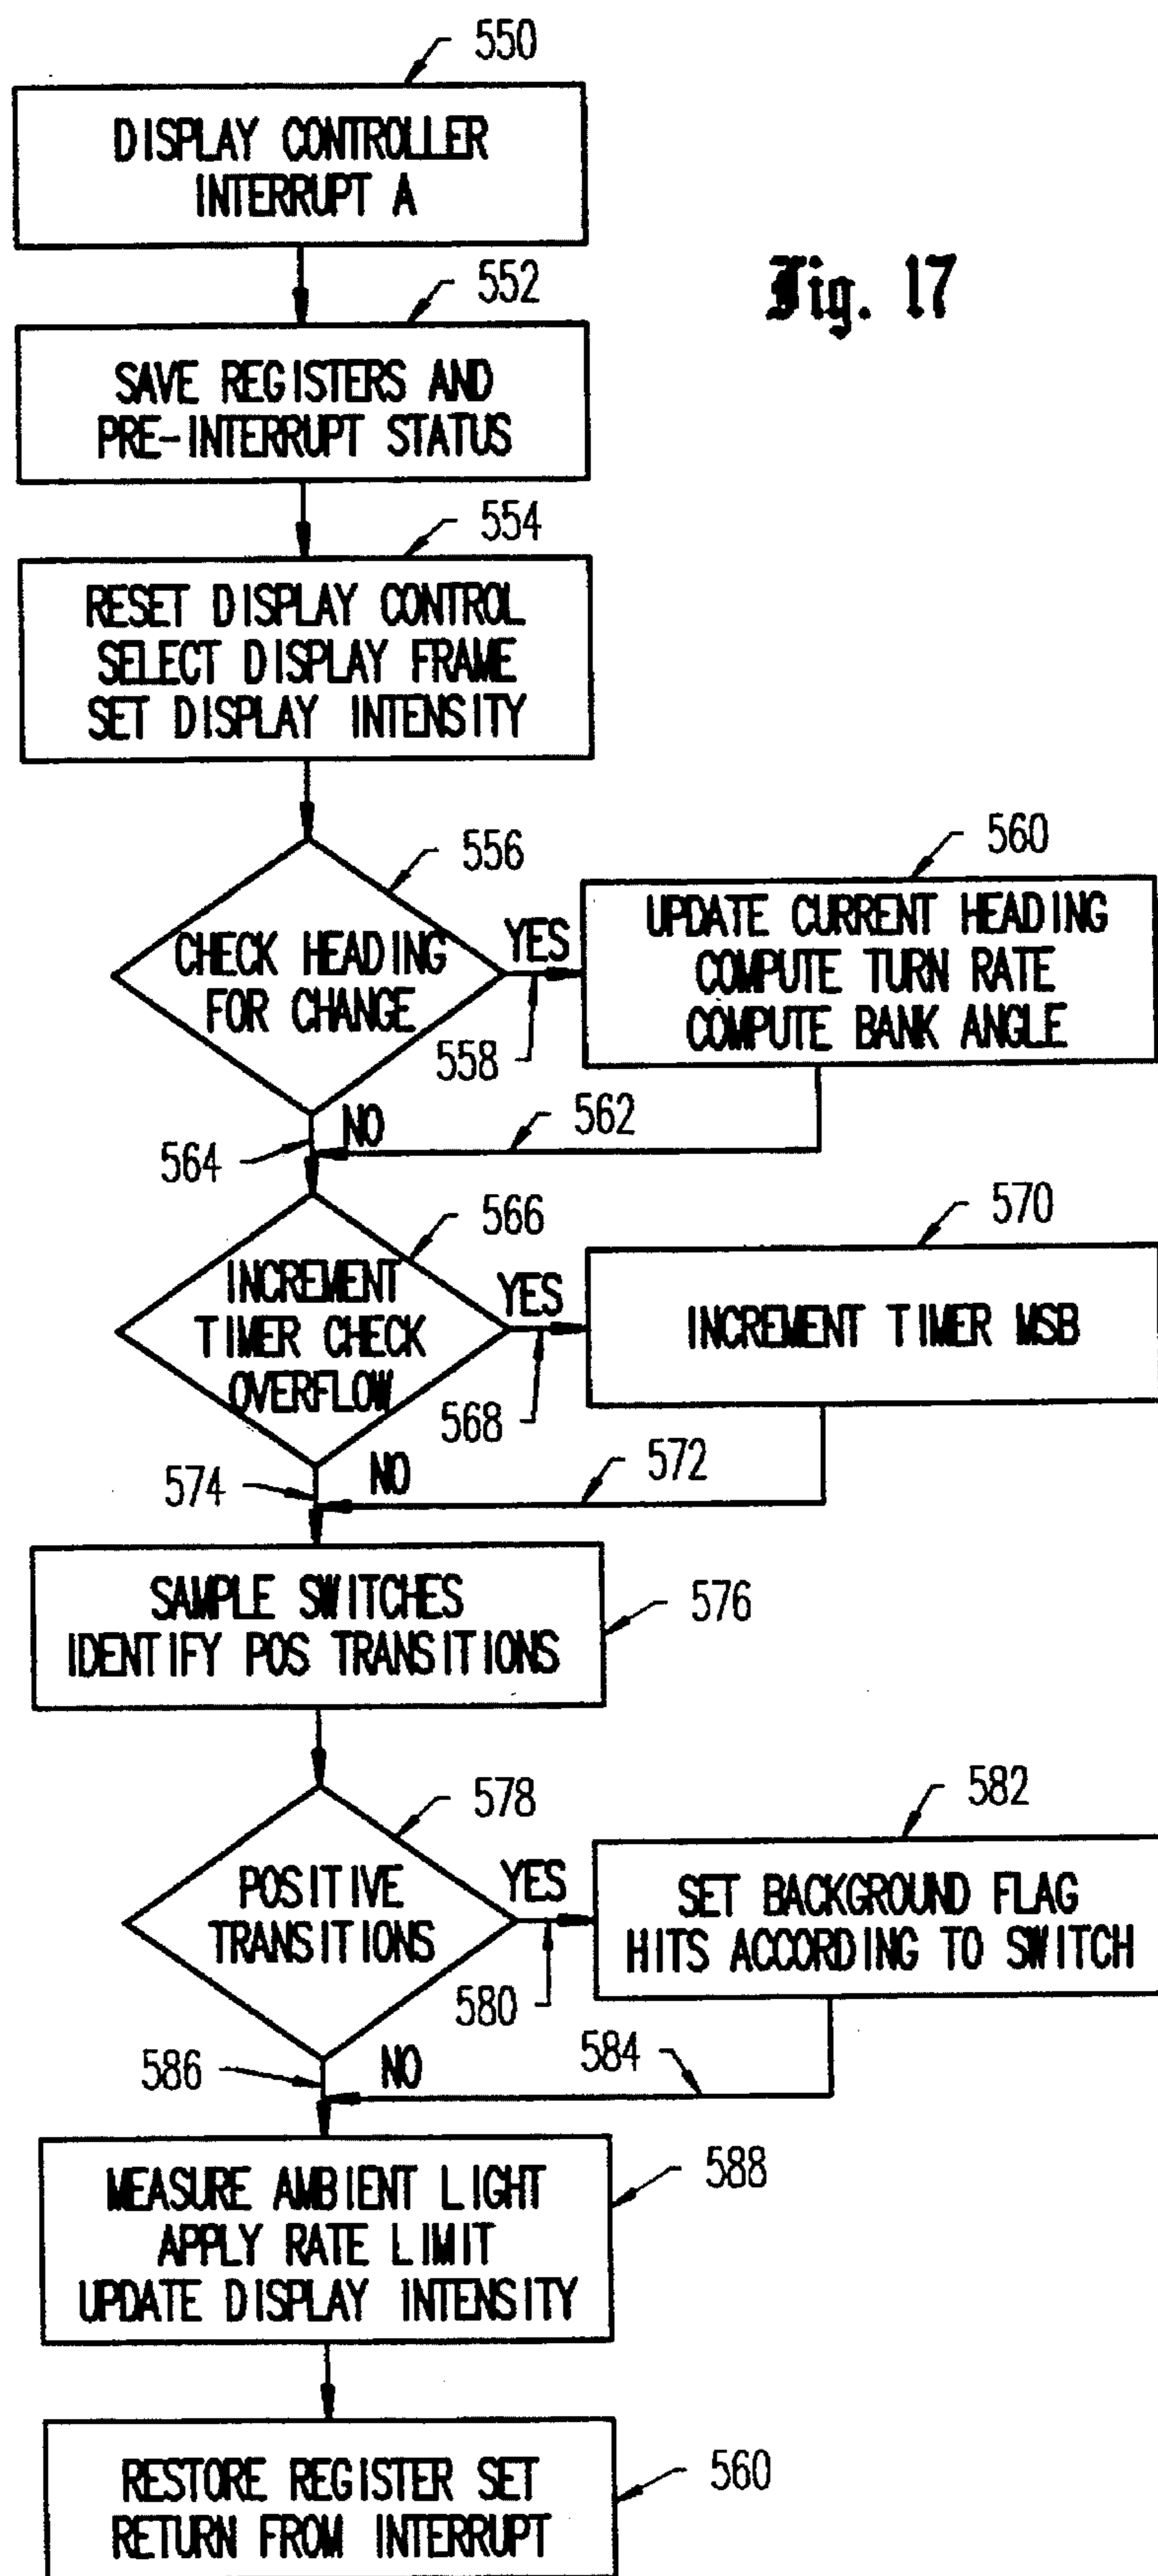 550
DISPLAY CONTROLLER
INTERRUPT A
Fig. 17
552
SAVE REGISTERS AND
PRE-INTERRUPT STATUS
554
RESET DISPLAY CONTROL
SELECT DISPLAY FRAME
SET DISPLAY INTENSITY
556
CHECK HEADING
FOR CHANGE
YES
558
560
UPDATE CURRENT HEADING
COMPUTE TURN RATE
COMPUTE BANK ANGLE
NO
562
564
566
INCREMENT
TIMER CHECK
OVERFLOW
YES
568
570
INCREMENT TIMER MSB
NO
572
574
SAMPLE SWITCHES
IDENTIFY POS TRANSITIONS
576
578
POSITIVE
TRANSITIONS
YES
580
582
SET BACKGROUND FLAG
HITS ACCORDING TO SWITCH
NO
584
586
MEASURE AMBIENT LIGHT
APPLY RATE LIMIT
UPDATE DISPLAY INTENSITY
588
RESTORE REGISTER SET
RETURN FROM INTERRUPT
560